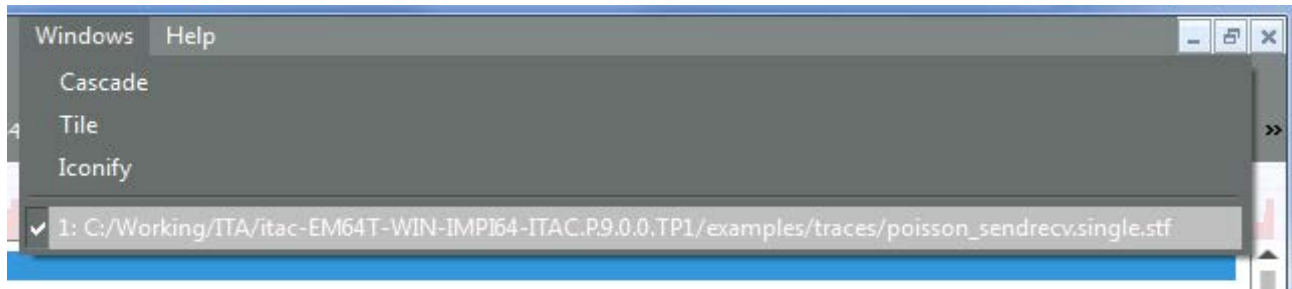 Windows Help
Cascade
4
Tile
Iconify
1: C:/Working/ITA/itac-EM64T-WIN-IMPI64-ITAC.P.9.0.0.TP1/examples/traces/poisson_sendrecv.single.stf